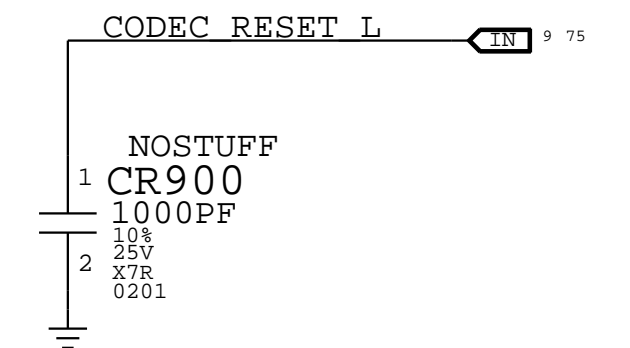 CODEC_RESET_L
IN
9 75
NOSTUFF
1
CR900
1000PF
10%
25V
2
X7R
0201